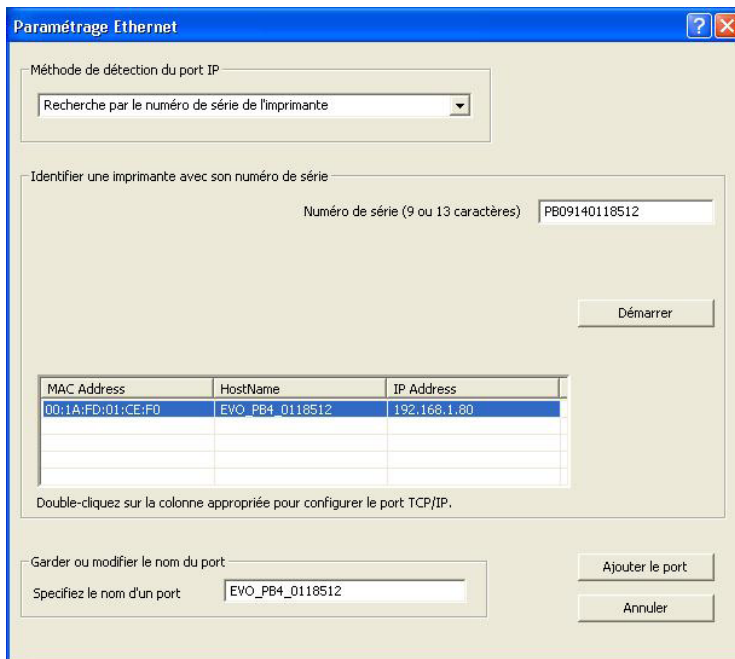 Paramétrage Ethernet
Méthode de détection du port IP
Recherche par le numéro de série de l'imprimante
Identifier une imprimante avec son numéro de série
Numéro de série (9 ou 13 caractères) PB09140118512
Démarrer
MAC Address HostName IP Address
00:1A:FD:01:CE:F0 EVO_PB4_0118512 192.168.1.80
Double-cliquez sur la colonne appropriée pour configurer le port TCP/IP.
Garder ou modifier le nom du port
Specifiez le nom d'un port EVO_PB4_0118512
Ajouter le port
Annuler